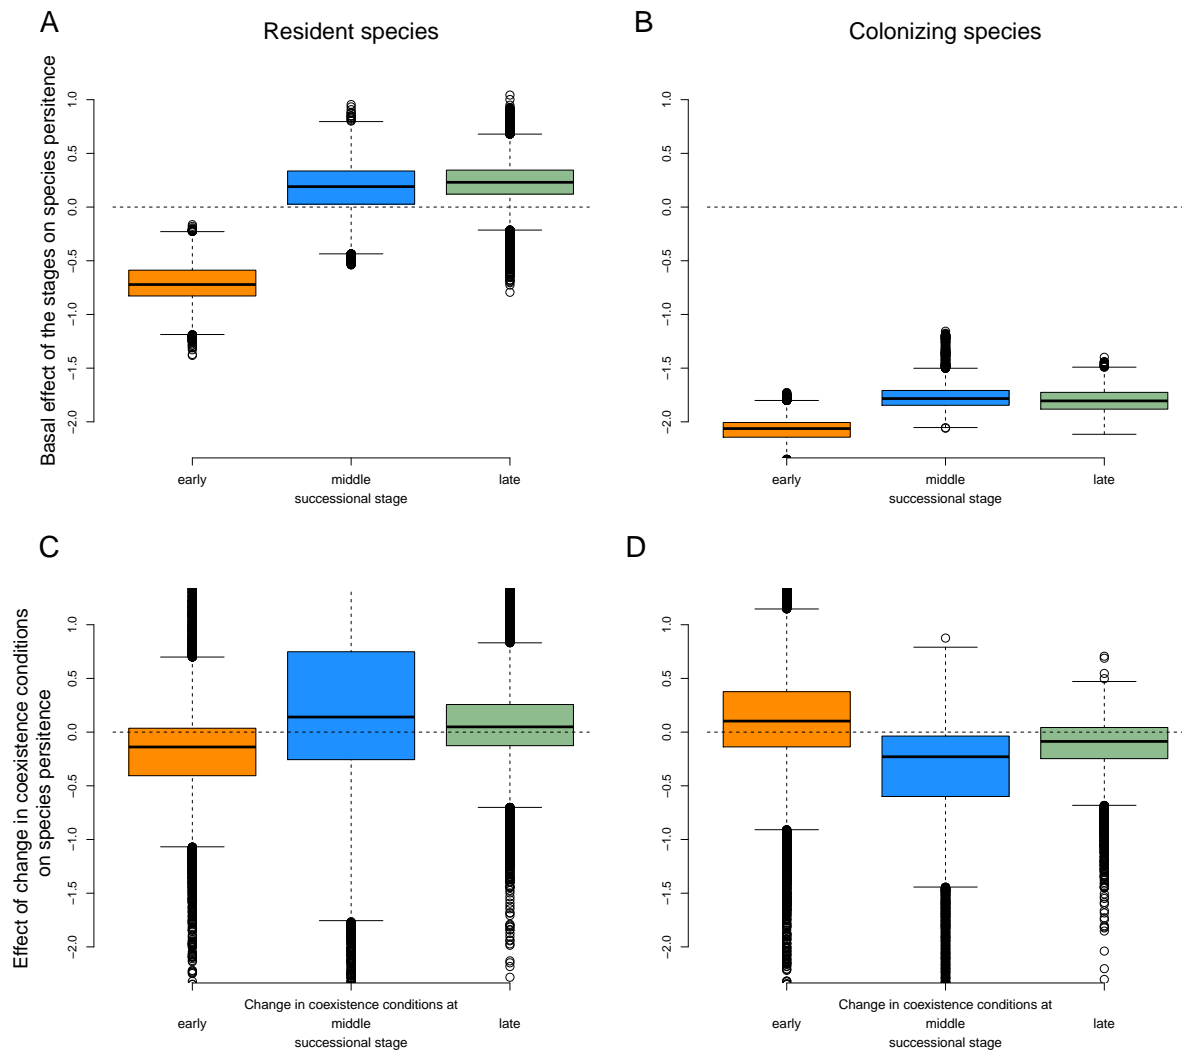 A
Resident species
B
Colonizing species
Basal effect of the stages on species persitence
1.0
0.5
0.0
−0.5
−1.0
−1.5
−2.0
early
middle
late
successional stage
1.0
0.5
0.0
−0.5
−1.0
−1.5
−2.0
early
middle
late
successional stage
C
D
Effect of change in coexistence conditions
on species persitence
1.0
0.5
0.0
−0.5
−1.0
−1.5
−2.0
Change in coexistence conditions at
early
middle
late
successional stage
1.0
0.5
0.0
−0.5
−1.0
−1.5
−2.0
Change in coexistence conditions at
early
middle
late
successional stage